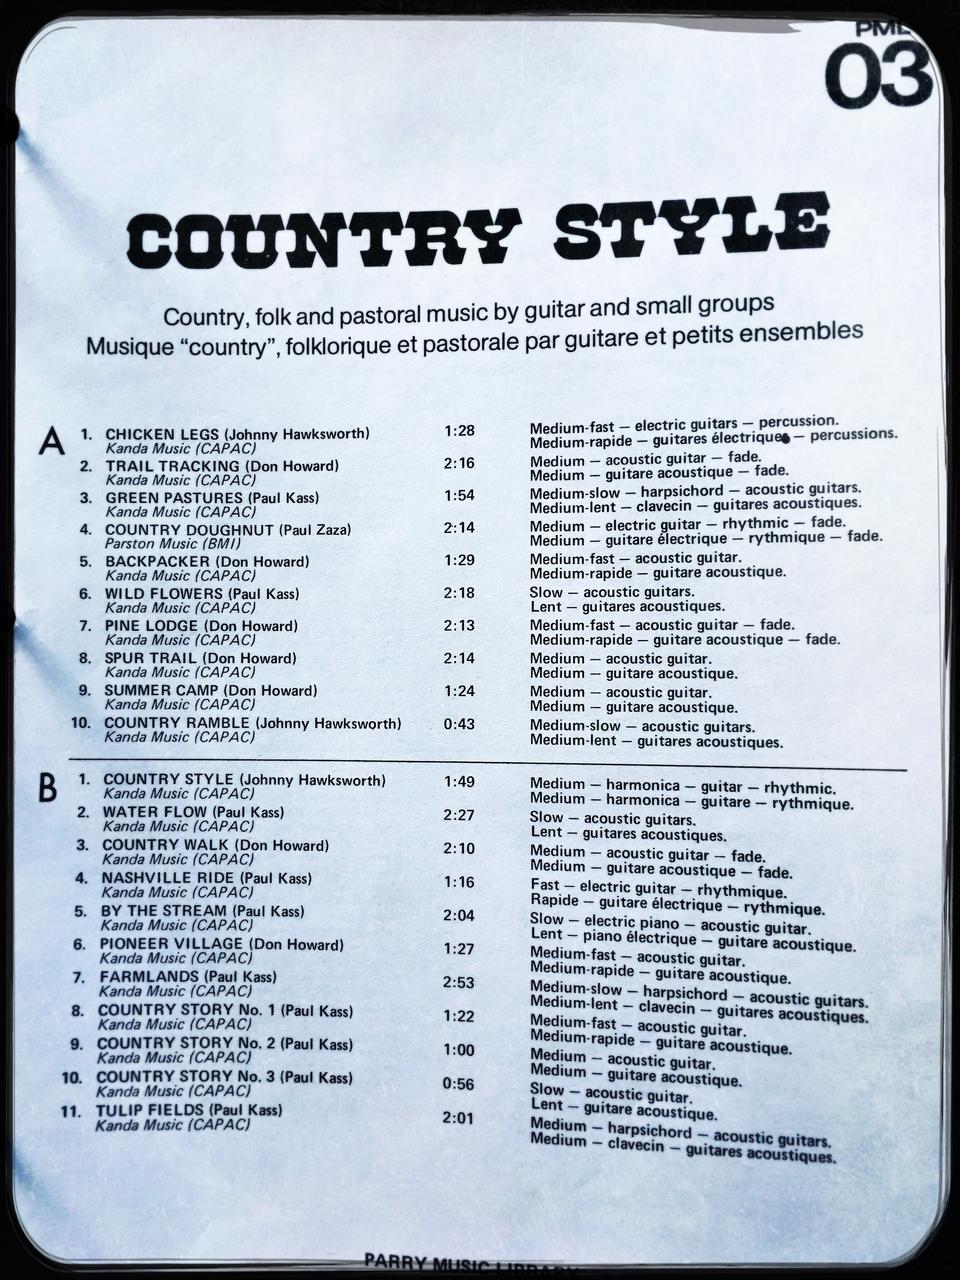 PML
03
COUNTRY STYLE
Country, folk and pastoral music by guitar and small groups
Musique “country”, folklorique et pastorale par guitare et petits ensembles
A 1. CHICKEN LEGS (Johnny Hawksworth) 1:28 Medium-fast — electric guitars — percussion.
Kanda Music (CAPAC) Medium-rapide — guitares électriques — percussions.
2. TRAIL TRACKING (Don Howard) 2:16 Medium — acoustic guitar — fade.
Kanda Music (CAPAC) Medium — guitare acoustique — fade.
3. GREEN PASTURES (Paul Kass) 1:54 Medium-slow — harpsichord — acoustic guitars.
Kanda Music (CAPAC) Medium-lent — clavecin — guitares acoustiques.
4. COUNTRY DOUGHNUT (Paul Zaza) 2:14 Medium — electric guitar — rhythmic — fade.
Parston Music (BMI) Medium — guitare électrique — rythmique — fade.
5. BACKPACKER (Don Howard) 1:29 Medium-fast — acoustic guitar.
Kanda Music (CAPAC) Medium-rapide — guitare acoustique.
6. WILD FLOWERS (Paul Kass) 2:18 Slow — acoustic guitars.
Kanda Music (CAPAC) Lent — guitares acoustiques.
7. PINE LODGE (Don Howard) 2:13 Medium-fast — acoustic guitar — fade.
Kanda Music (CAPAC) Medium-rapide — guitare acoustique — fade.
8. SPUR TRAIL (Don Howard) 2:14 Medium — acoustic guitar.
Kanda Music (CAPAC) Medium — guitare acoustique.
9. SUMMER CAMP (Don Howard) 1:24 Medium — acoustic guitar.
Kanda Music (CAPAC) Medium — guitare acoustique.
10. COUNTRY RAMBLE (Johnny Hawksworth) 0:43 Medium-slow — acoustic guitars.
Kanda Music (CAPAC) Medium-lent — guitares acoustiques.
B 1. COUNTRY STYLE (Johnny Hawksworth) 1:49 Medium — harmonica — guitar — rhythmic.
Kanda Music (CAPAC) Medium — harmonica — guitare — rythmique.
2. WATER FLOW (Paul Kass) 2:27 Slow — acoustic guitars.
Kanda Music (CAPAC) Lent — guitares acoustiques.
3. COUNTRY WALK (Don Howard) 2:10 Medium — acoustic guitar — fade.
Kanda Music (CAPAC) Medium — guitare acoustique — fade.
4. NASHVILLE RIDE (Paul Kass) 1:16 Fast — electric guitar — rhythmique.
Kanda Music (CAPAC) Rapide — guitare électrique — rythmique.
5. BY THE STREAM (Paul Kass) 2:04 Slow — electric piano — acoustic guitar.
Kanda Music (CAPAC) Lent — piano électrique — guitare acoustique.
6. PIONEER VILLAGE (Don Howard) 1:27 Medium-fast — acoustic guitar.
Kanda Music (CAPAC) Medium-rapide — guitare acoustique.
7. FARMLANDS (Paul Kass) 2:53 Medium-slow — harpsichord — acoustic guitars.
Kanda Music (CAPAC) Medium-lent — clavecin — guitares acoustiques.
8. COUNTRY STORY No. 1 (Paul Kass) 1:22 Medium-fast — acoustic guitar.
Kanda Music (CAPAC) Medium-rapide — guitare acoustique.
9. COUNTRY STORY No. 2 (Paul Kass) 1:00 Medium — acoustic guitar.
Kanda Music (CAPAC) Medium — guitare acoustique.
10. COUNTRY STORY No. 3 (Paul Kass) 0:56 Slow — acoustic guitar.
Kanda Music (CAPAC) Lent — guitare acoustique.
11. TULIP FIELDS (Paul Kass) 2:01 Medium — harpsichord — acoustic guitars.
Kanda Music (CAPAC) Medium — clavecin — guitares acoustiques.
PARRY MUSIC LIBRARY